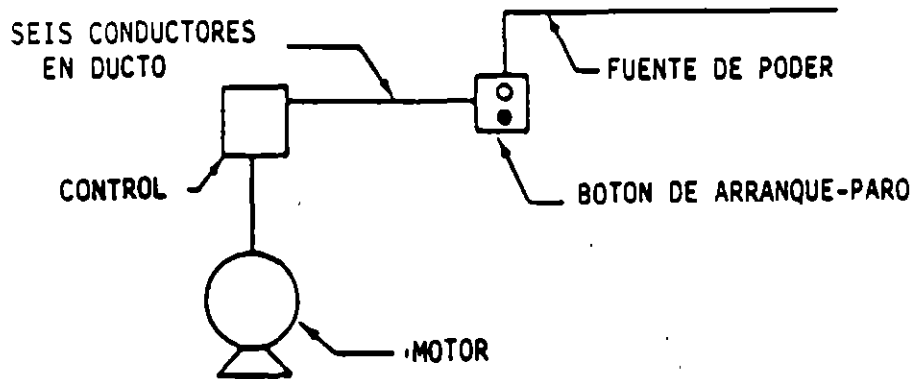 SEIS CONDUCTORES
EN DUCTO
FUENTE DE PODER
CONTROL
BOTON DE ARRANQUE-PARO
MOTOR